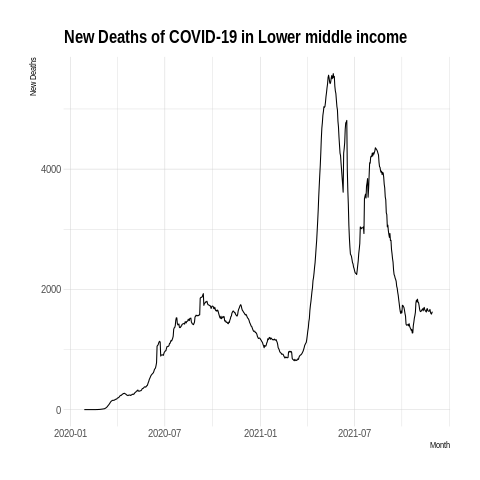 New Deaths of COVID-19 in Lower middle income
New Deaths
4000
2000
0
2020-01 2020-07 2021-01 2021-07
Month